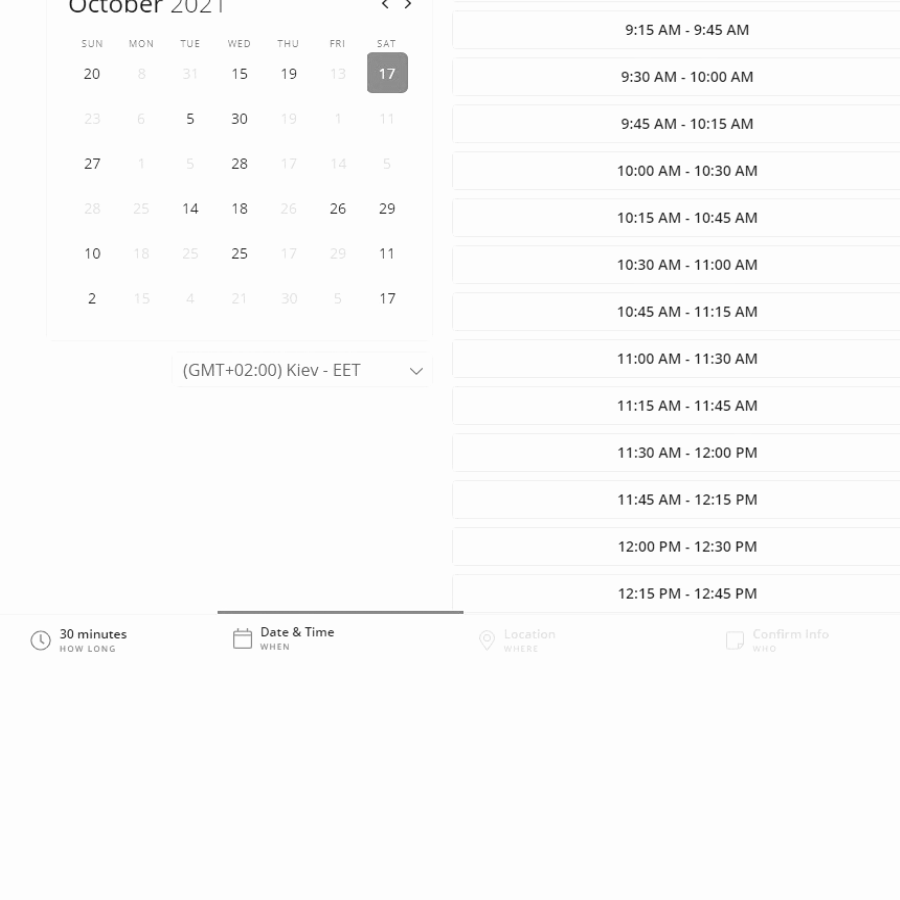 October 2021
SUN MON TUE WED THU FRI SAT
20 8 31 15 19 13 17
23 6 5 30 19 1 11
27 1 5 28 17 14 5
28 25 14 18 26 26 29
10 18 25 25 17 29 11
2 15 4 21 30 5 17
(GMT+02:00) Kiev - EET
9:15 AM - 9:45 AM
9:30 AM - 10:00 AM
9:45 AM - 10:15 AM
10:00 AM - 10:30 AM
10:15 AM - 10:45 AM
10:30 AM - 11:00 AM
10:45 AM - 11:15 AM
11:00 AM - 11:30 AM
11:15 AM - 11:45 AM
11:30 AM - 12:00 PM
11:45 AM - 12:15 PM
12:00 PM - 12:30 PM
12:15 PM - 12:45 PM
30 minutes
HOW LONG
Date & Time
WHEN
Location
WHERE
Confirm Info
WHO